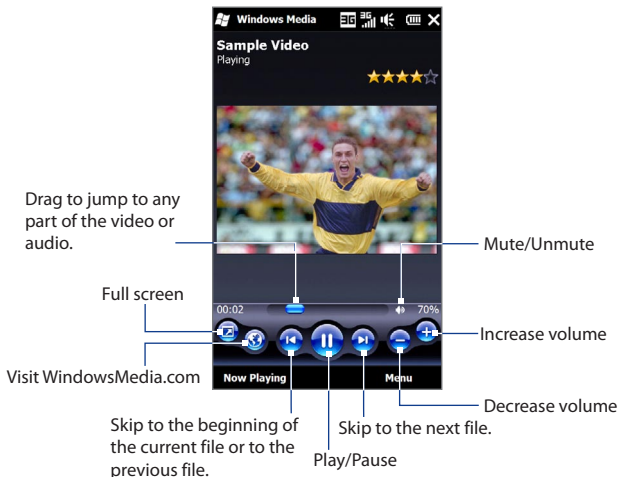 Windows Media
3G 3G
Sample Video
Playing
Drag to jump to any
part of the video or
audio.
Mute/Unmute
Full screen
00:02
70%
Increase volume
Visit WindowsMedia.com
Now Playing
Menu
Decrease volume
Skip to the beginning of
the current file or to the
previous file.
Skip to the next file.
Play/Pause